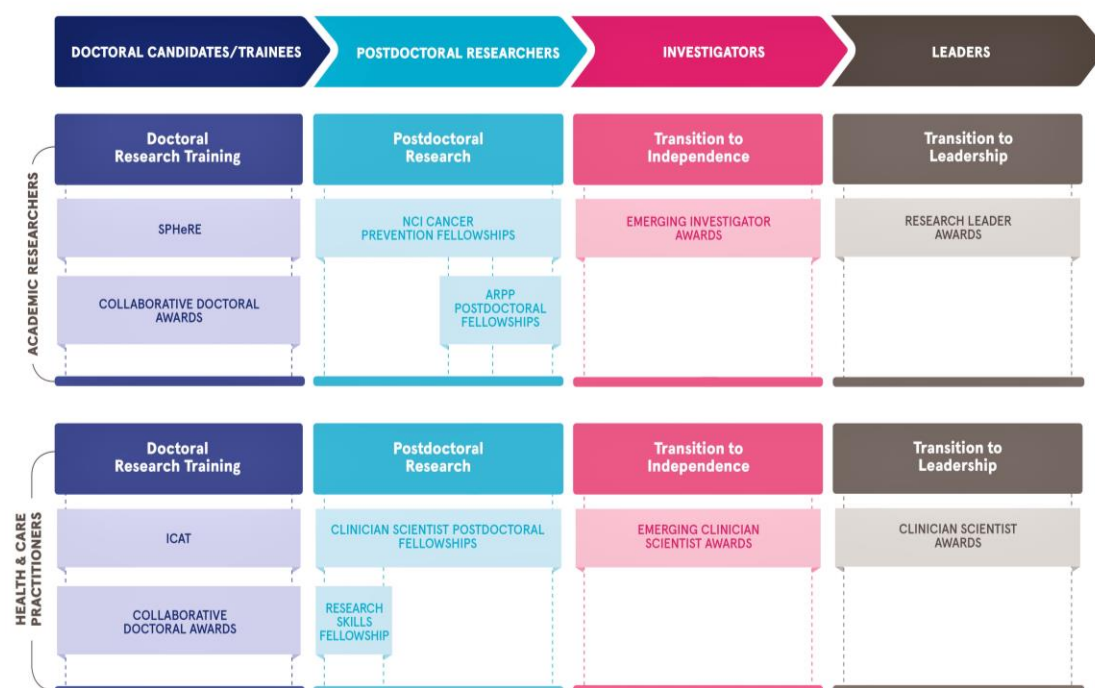 DOCTORAL CANDIDATES/TRAINEES
POSTDOCTORAL RESEARCHERS
INVESTIGATORS
LEADERS
ACADEMIC RESEARCHERS
Doctoral
Research Training
Postdoctoral
Research
Transition to
Independence
Transition to
Leadership
SPHeRE
NCI CANCER
PREVENTION FELLOWSHIPS
EMERGING INVESTIGATOR
AWARDS
RESEARCH LEADER
AWARDS
COLLABORATIVE DOCTORAL
AWARDS
ARPP
POSTDOCTORAL
FELLOWSHIPS
HEALTH & CARE
PRACTITIONERS
Doctoral
Research Training
Postdoctoral
Research
Transition to
Independence
Transition to
Leadership
ICAT
CLINICIAN SCIENTIST POSTDOCTORAL
FELLOWSHIPS
EMERGING CLINICIAN
SCIENTIST AWARDS
CLINICIAN SCIENTIST
AWARDS
COLLABORATIVE
DOCTORAL AWARDS
RESEARCH
SKILLS
FELLOWSHIP